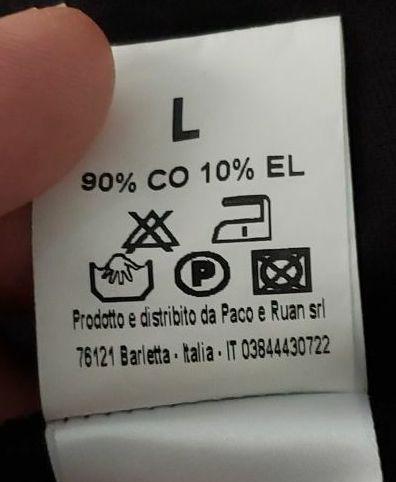 L
90% CO 10% EL
P
Prodotto e distribito da Paco e Ruan srl
76121 Barletta - Italia - IT 03844430722